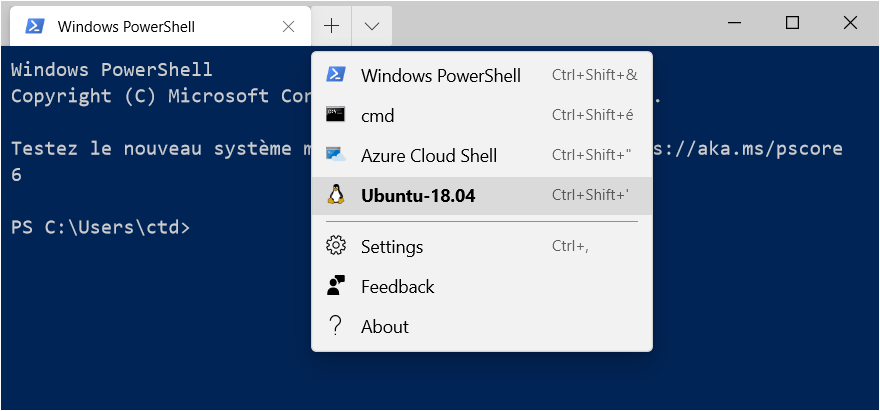 Windows PowerShell
Windows PowerShell
Copyright (C) Microsoft Cor .
Testez le nouveau système m s://aka.ms/pscore
6
PS C:\Users\ctd>
Windows PowerShell Ctrl+Shift+&
cmd Ctrl+Shift+é
Azure Cloud Shell Ctrl+Shift+"
Ubuntu-18.04 Ctrl+Shift+'
Settings Ctrl+,
Feedback
About